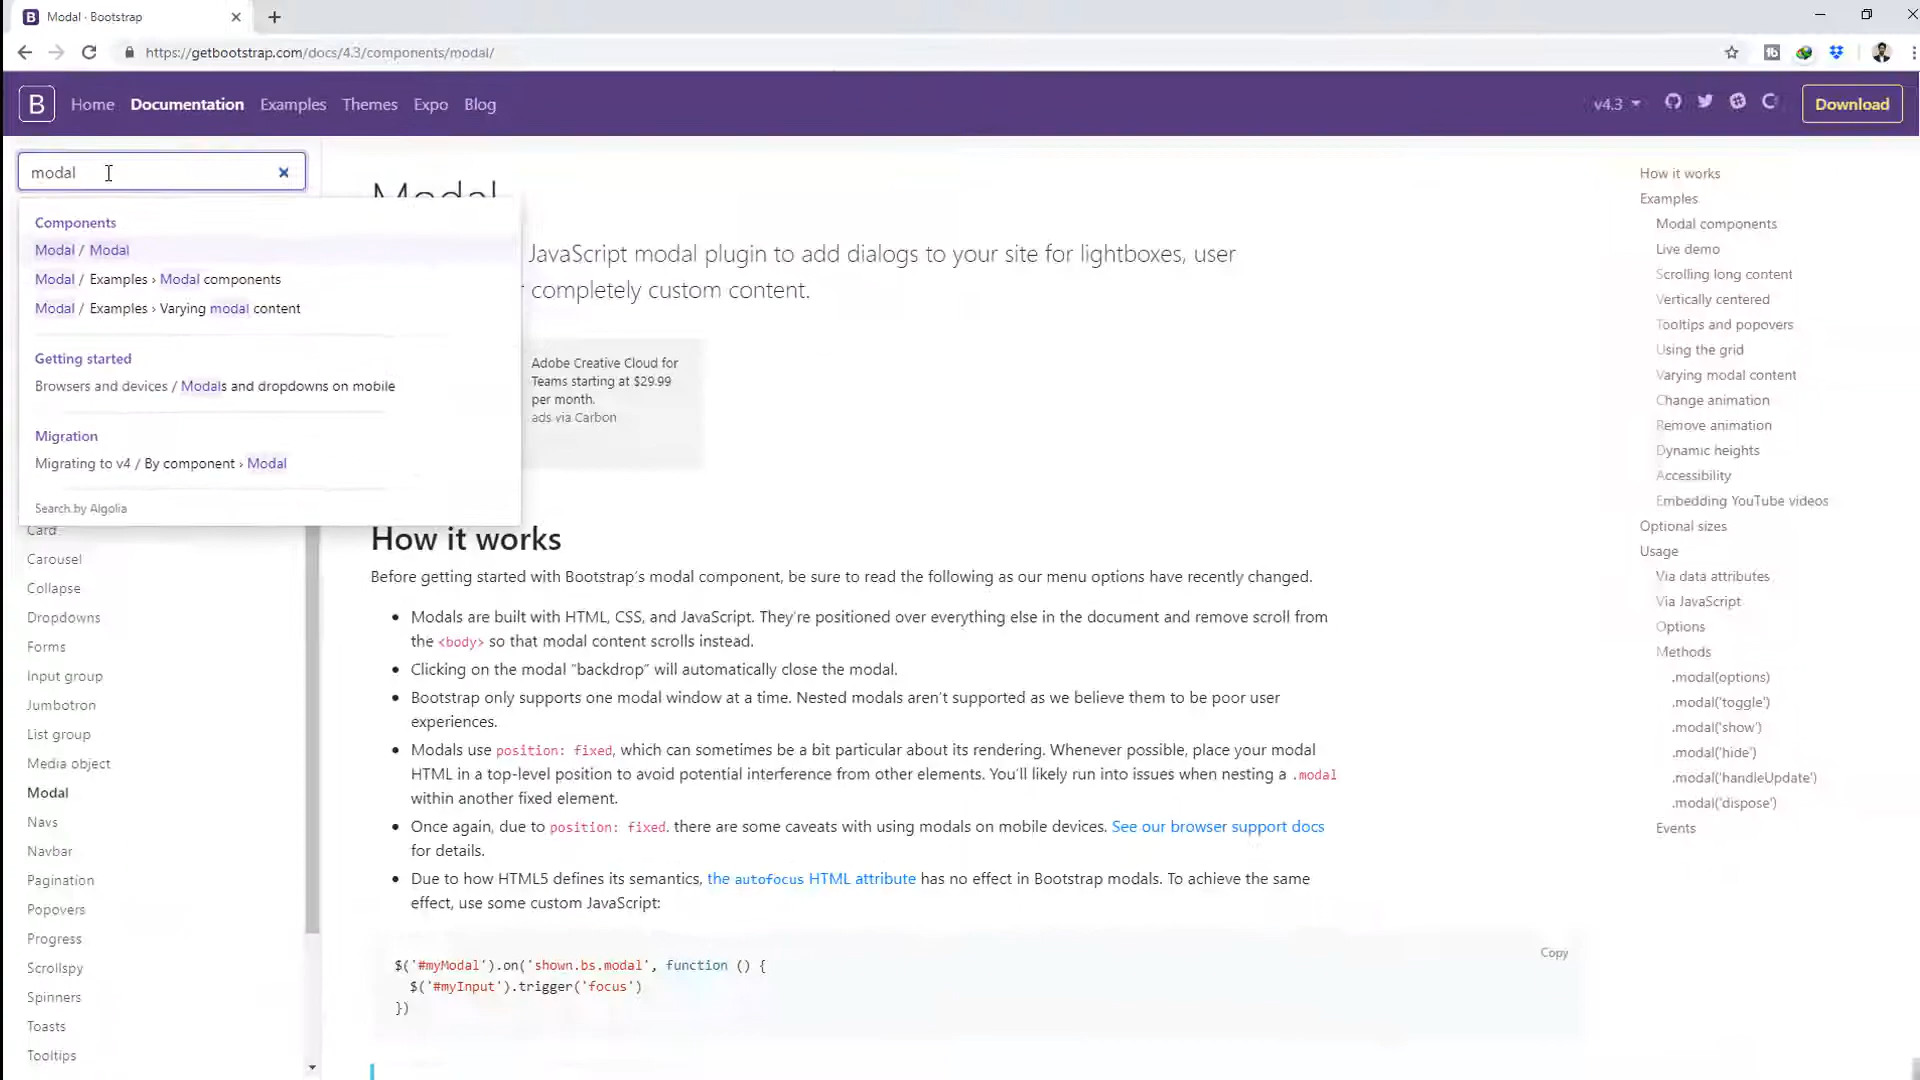 Modal · Bootstrap
https://getbootstrap.com/docs/4.3/components/modal/
B Home Documentation Examples Themes Expo Blog v4.3 Download
modal
Components
Modal / Modal
Modal / Examples › Modal components
Modal / Examples › Varying modal content
Getting started
Browsers and devices / Modals and dropdowns on mobile
Migration
Migrating to v4 / By component › Modal
Search by Algolia
Card
Carousel
Collapse
Dropdowns
Forms
Input group
Jumbotron
List group
Media object
Modal
Navs
Navbar
Pagination
Popovers
Progress
Scrollspy
Spinners
Toasts
Tooltips
Modal
JavaScript modal plugin to add dialogs to your site for lightboxes, user
completely custom content.
Adobe Creative Cloud for
Teams starting at $29.99
per month.
ads via Carbon
How it works
Before getting started with Bootstrap's modal component, be sure to read the following as our menu options have recently changed.
• Modals are built with HTML, CSS, and JavaScript. They're positioned over everything else in the document and remove scroll from
the <body> so that modal content scrolls instead.
• Clicking on the modal "backdrop" will automatically close the modal.
• Bootstrap only supports one modal window at a time. Nested modals aren't supported as we believe them to be poor user
experiences.
• Modals use position: fixed, which can sometimes be a bit particular about its rendering. Whenever possible, place your modal
HTML in a top-level position to avoid potential interference from other elements. You'll likely run into issues when nesting a .modal
within another fixed element.
• Once again, due to position: fixed. there are some caveats with using modals on mobile devices. See our browser support docs
for details.
• Due to how HTML5 defines its semantics, the autofocus HTML attribute has no effect in Bootstrap modals. To achieve the same
effect, use some custom JavaScript:
Copy
$('#myModal').on('shown.bs.modal', function () {
$('#myInput').trigger('focus')
})
How it works
Examples
Modal components
Live demo
Scrolling long content
Vertically centered
Tooltips and popovers
Using the grid
Varying modal content
Change animation
Remove animation
Dynamic heights
Accessibility
Embedding YouTube videos
Optional sizes
Usage
Via data attributes
Via JavaScript
Options
Methods
.modal(options)
.modal('toggle')
.modal('show')
.modal('hide')
.modal('handleUpdate')
.modal('dispose')
Events